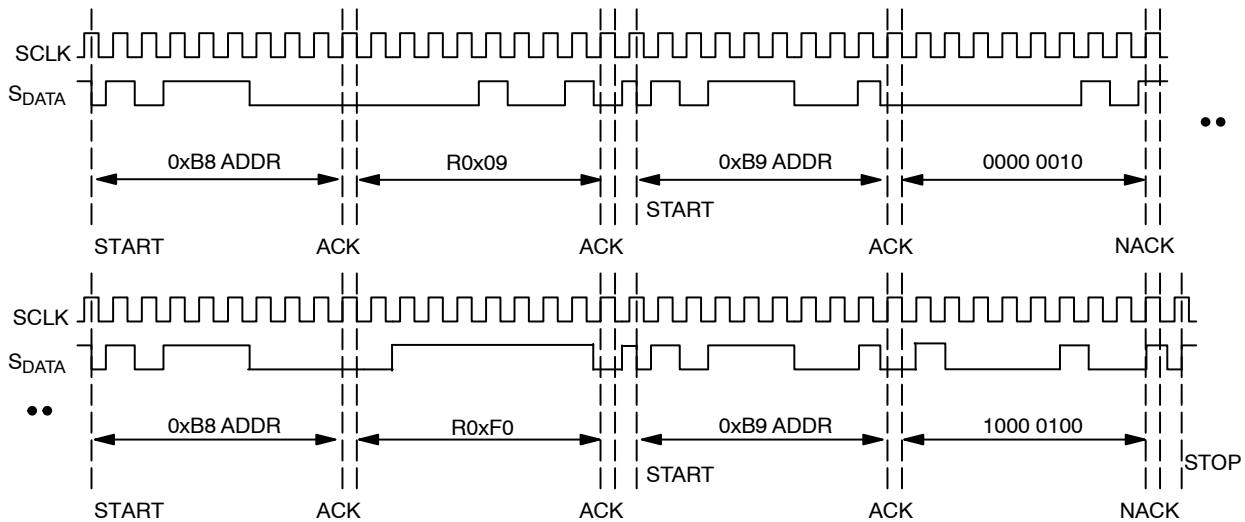 SCLK
SDATA
0xB8 ADDR R0x09 0xB9 ADDR 0000 0010
START
START ACK ACK ACK NACK
SCLK
SDATA
0xB8 ADDR R0xF0 0xB9 ADDR 1000 0100
START STOP
START ACK ACK ACK NACK